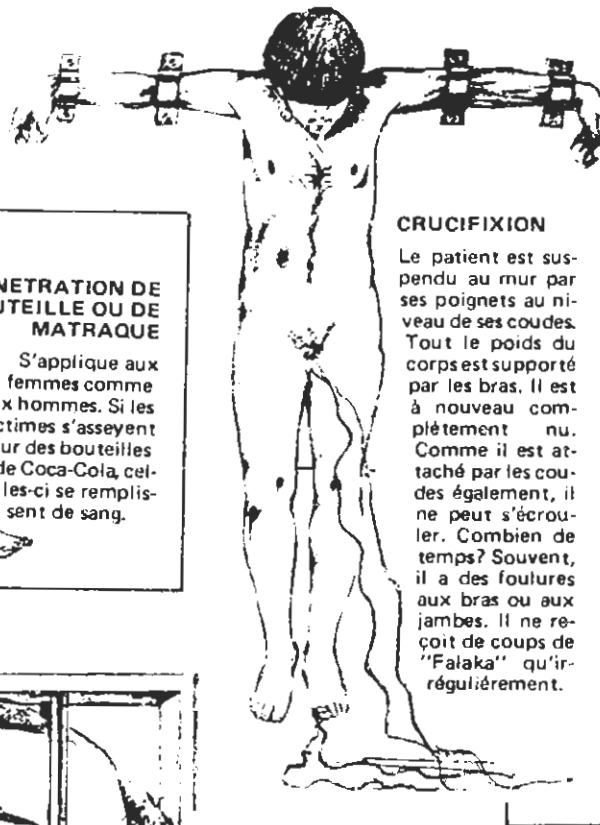 CRUCIFIXION
Le patient est sus-
pendu au mur par
ses poignets au ni-
veau de ses coudes.
Tout le poids du
corps est supporté
par les bras. Il est
à nouveau com-
plétement nu.
Comme il est at-
taché par les cou-
des également, il
ne peut s'écrou-
ler. Combien de
temps? Souvent,
il a des foulures
aux bras ou aux
jambes. Il ne re-
çoit de coups de
"Falaka" qu'ir-
réguliérement.
NETRATION DE
UTEILLE OU DE
MATRAQUE
S'applique aux
femmes comme
x hommes. Si les
ctimes s'asseyent
ur des bouteilles
de Coca-Cola, cel-
les-ci se remplis-
sent de sang.